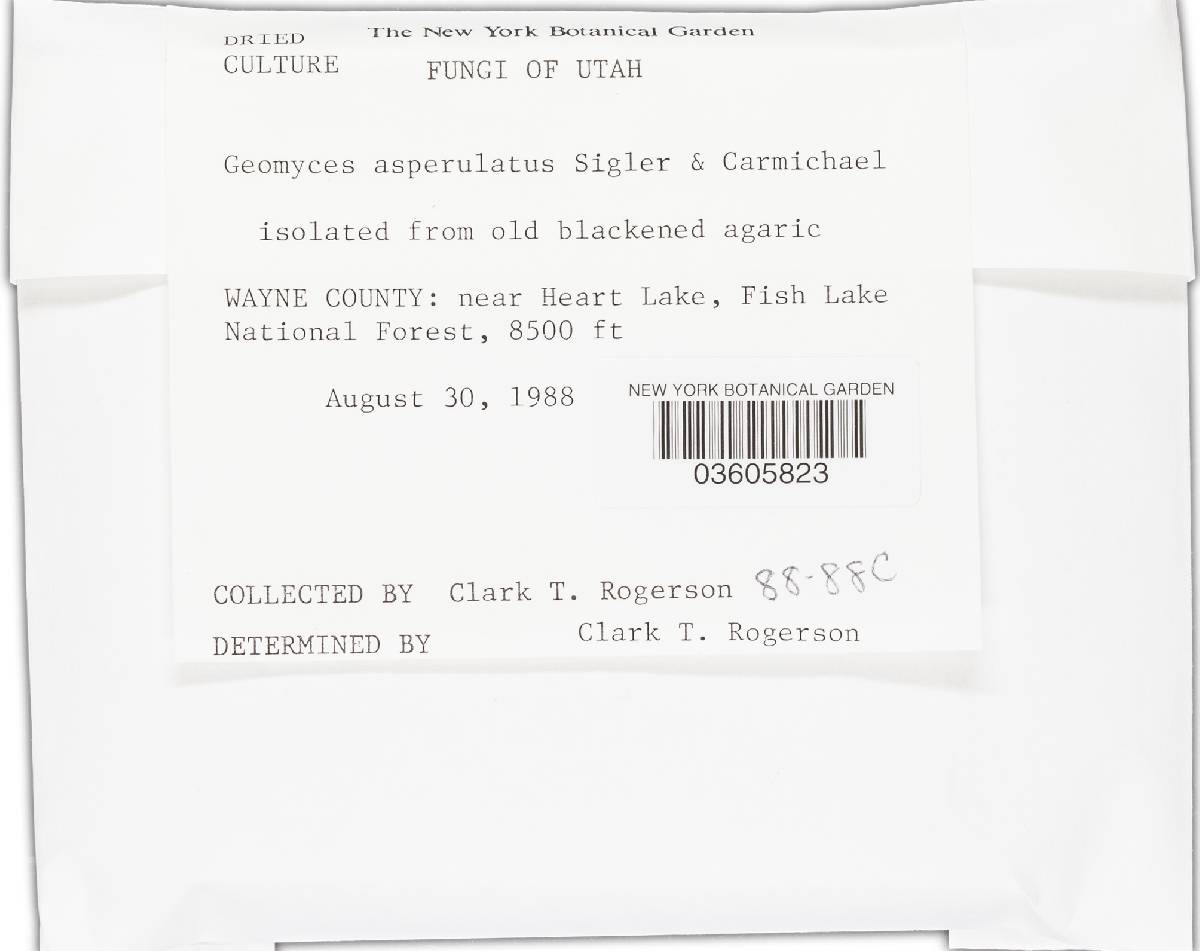 DRIED The New York Botanical Garden
CULTURE FUNGI OF UTAH
Geomyces asperulatus Sigler & Carmichael
isolated from old blackened agaric
WAYNE COUNTY: near Heart Lake, Fish Lake
National Forest, 8500 ft
August 30, 1988
NEW YORK BOTANICAL GARDEN
03605823
COLLECTED BY Clark T. Rogerson 88-88C
DETERMINED BY Clark T. Rogerson